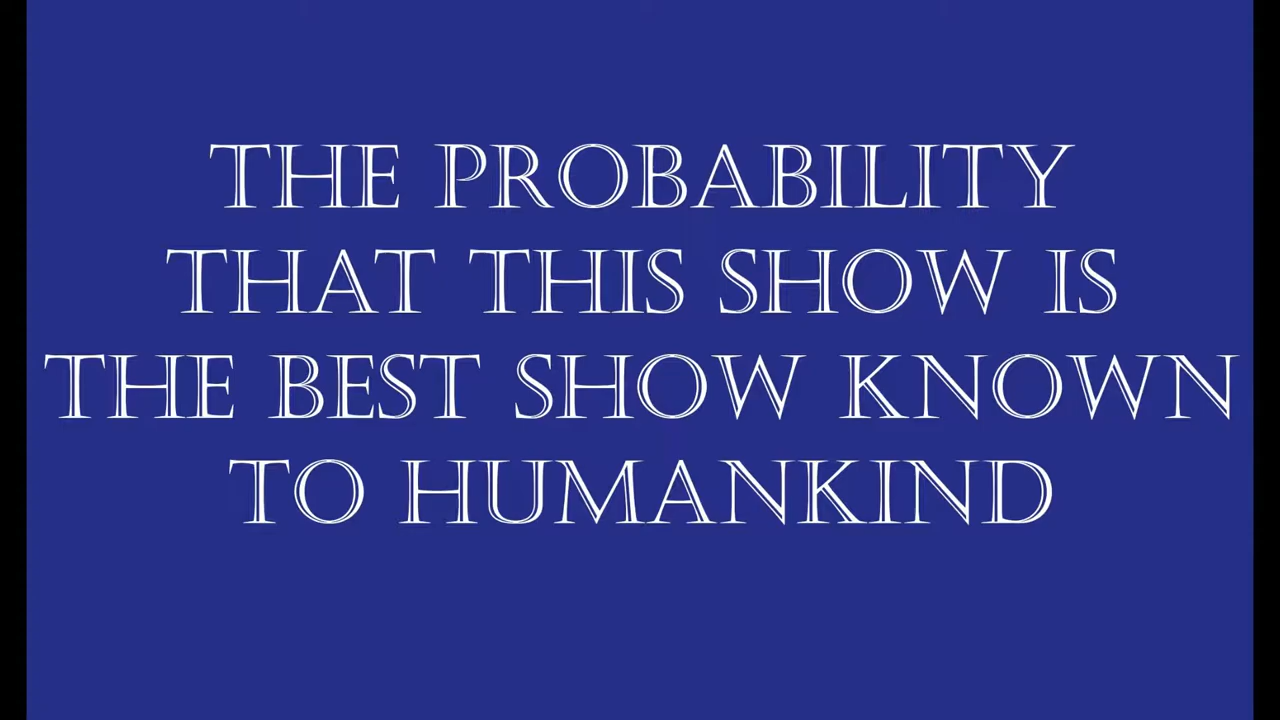 THE PROBABILITY
THAT THIS SHOW IS
THE BEST SHOW KNOWN
TO HUMANKIND